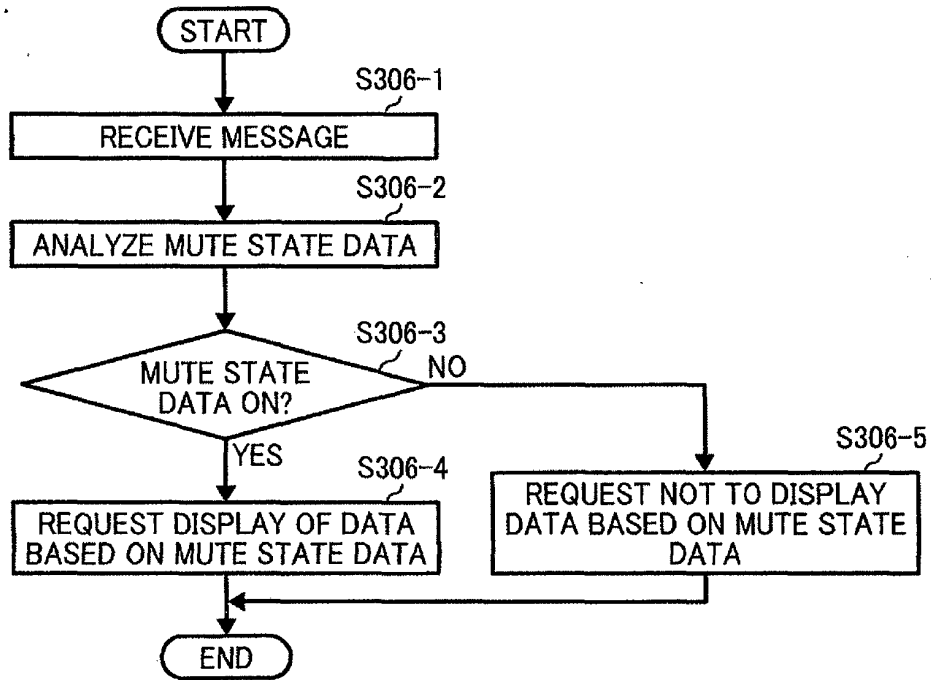 START
S306-1
RECEIVE MESSAGE
S306-2
ANALYZE MUTE STATE DATA
S306-3
MUTE STATE
DATA ON?
NO
YES
S306-4
REQUEST DISPLAY OF DATA
BASED ON MUTE STATE DATA
S306-5
REQUEST NOT TO DISPLAY
DATA BASED ON MUTE STATE
DATA
END